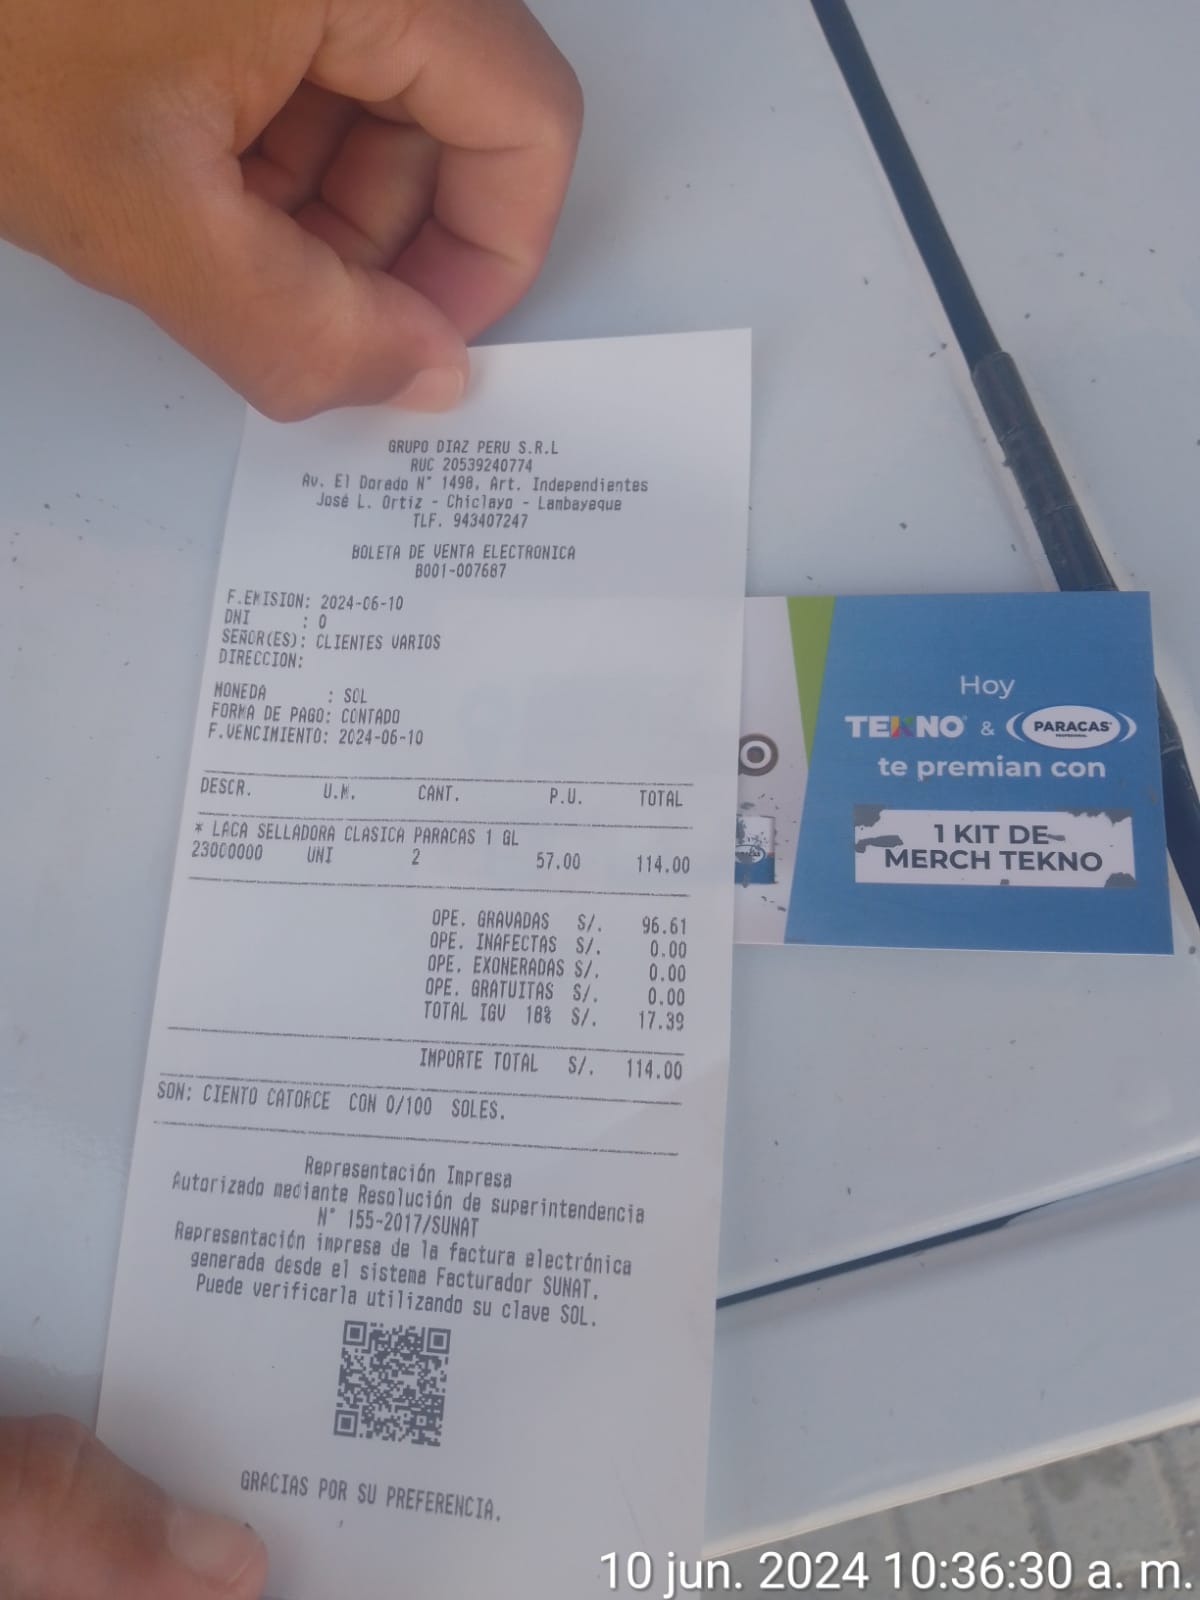 GRUPO DIAZ PERU S.R.L
RUC 20539240774
Av. El Dorado N° 1498, Art. Independientes
José L. Ortiz - Chiclayo - Lambayeque
TLF. 943407247
BOLETA DE VENTA ELECTRONICA
B001-007687
F.EMISION: 2024-06-10
DNI : 0
SEÑOR(ES): CLIENTES VARIOS
DIRECCION:
MONEDA : SOL
FORMA DE PAGO: CONTADO
F.VENCIMIENTO: 2024-06-10
DESCR. U.M. CANT. P.U. TOTAL
* LACA SELLADORA CLASICA PARACAS 1 GL
23000000 UNI 2 57.00 114.00
OPE. GRAVADAS S/. 96.61
OPE. INAFECTAS S/. 0.00
OPE. EXONERADAS S/. 0.00
OPE. GRATUITAS S/. 0.00
TOTAL IGV 18% S/. 17.39
IMPORTE TOTAL S/. 114.00
SON: CIENTO CATORCE CON 0/100 SOLES.
Representación Impresa
Autorizado mediante Resolución de superintendencia
N° 155-2017/SUNAT
Representación impresa de la factura electrónica
generada desde el sistema Facturador SUNAT.
Puede verificarla utilizando su clave SOL.
GRACIAS POR SU PREFERENCIA.
Hoy
TEKNO & PARACAS
te premian con
1 KIT DE
MERCH TEKNO
10 jun. 2024 10:36:30 a. m.